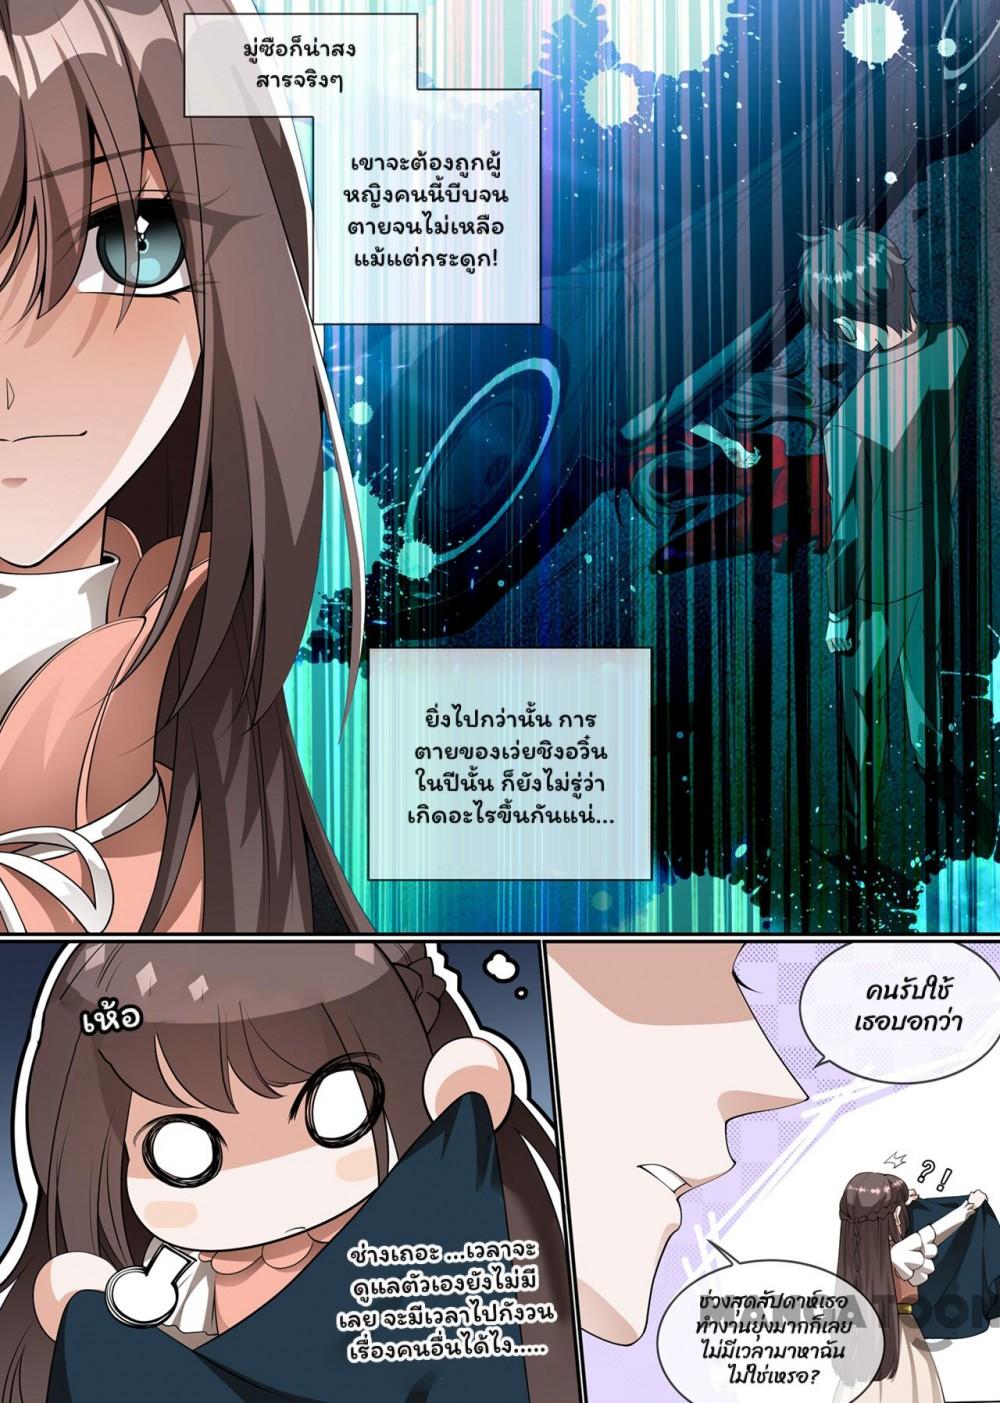 มู่ซือก็น่าสง
สารจริงๆ
เขาจะต้องถูกผู้
หญิงคนนี้บีบจน
ตายจนไม่เหลือ
แม้แต่กระดูก!
ยิ่งไปกว่านั้น การ
ตายของเว่ยชิงอวิ๋น
ในปีนั้น ก็ยังไม่รู้ว่า
เกิดอะไรขึ้นกันแน่...
เห้อ
ช่างเถอะ ...เวลาจะ
ดูแลตัวเองยังไม่มี
เลย จะมีเวลาไปกังวน
เรื่องคนอื่นได้ไง.....
คนรับใช้
เธอบอกว่า
?!
ช่วงสุดสัปดาห์เธอ
ทำงานยุ่งมากก็เลย
ไม่มีเวลามาหาฉัน
ไม่ใช่เหรอ?
MANGATOON